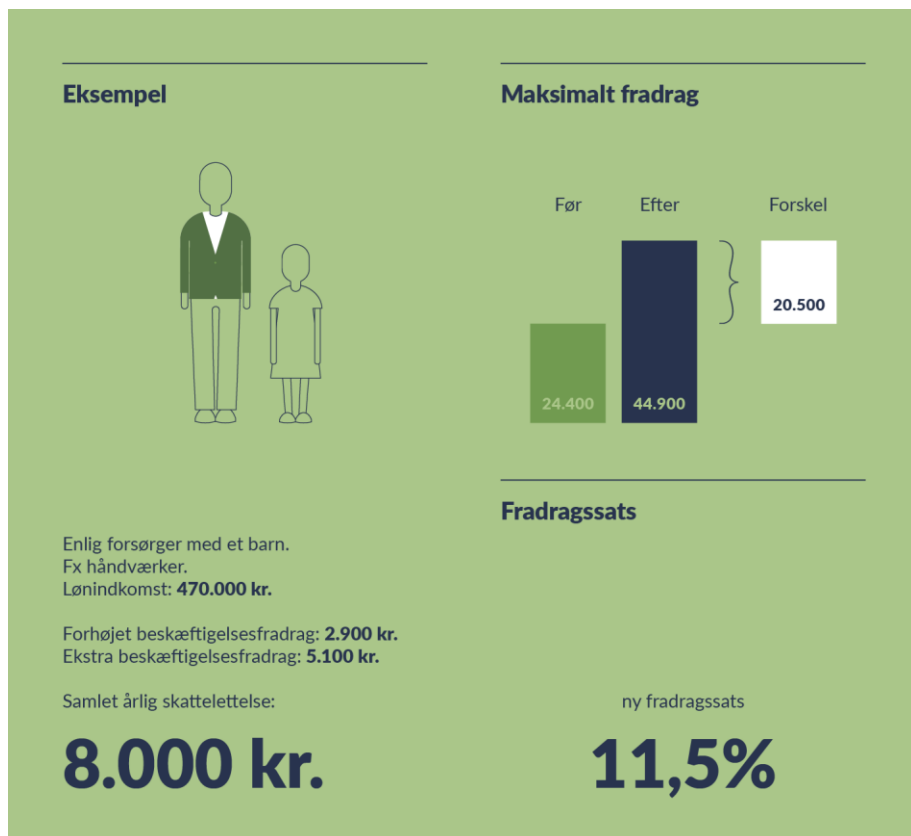 Eksempel
Enlig forsørger med et barn.
Fx håndværker.
Lønindkomst: 470.000 kr.
Forhøjet beskæftigelsesfradrag: 2.900 kr.
Ekstra beskæftigelsesfradrag: 5.100 kr.
Samlet årlig skattelettelse:
8.000 kr.
Maksimalt fradrag
Før Efter Forskel
20.500
24.400 44.900
Fradragssats
ny fradragssats
11,5%